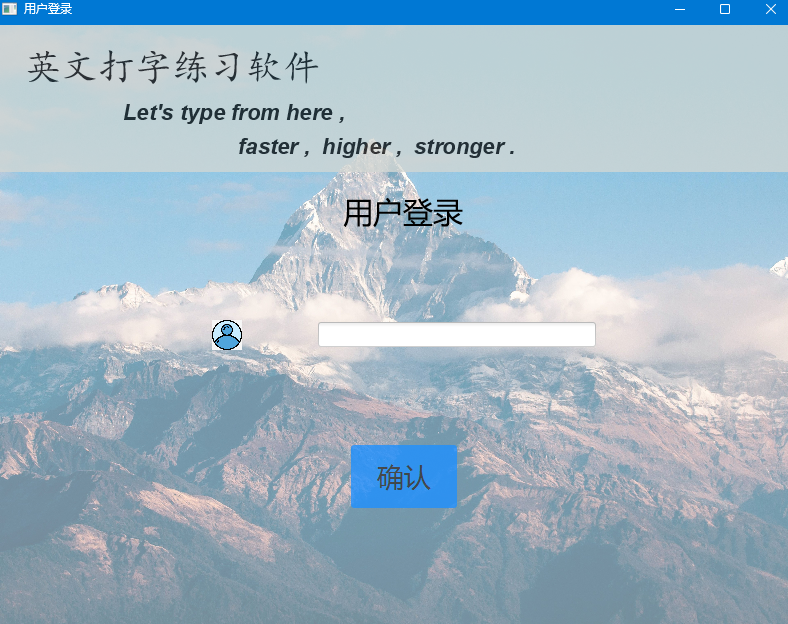 用户登录
英文打字练习软件
Let's type from here ,
faster , higher , stronger .
用户登录
确认